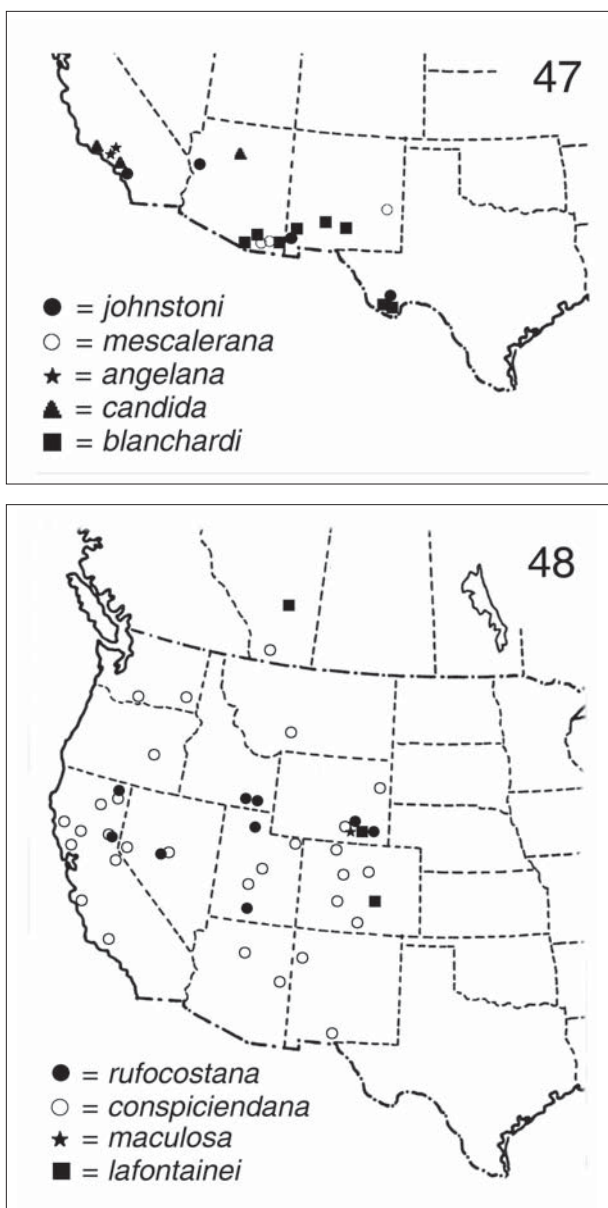 47
● = johnstoni
○ = mescalerana
★ = angelana
▲ = candida
■ = blanchardi
48
● = rufocostana
○ = conspiciendana
★ = maculosa
■ = lafontainei